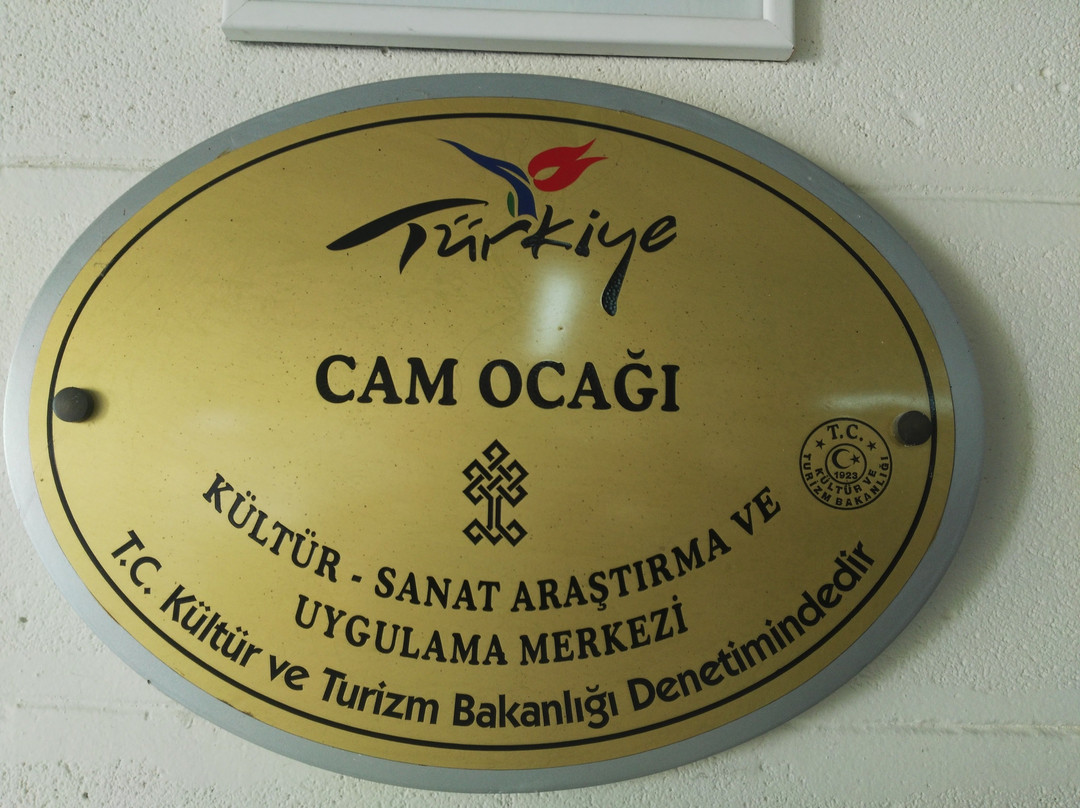 Türkiye
CAM OCAĞI
KÜLTÜR - SANAT ARAŞTIRMA VE
UYGULAMA MERKEZİ
T.C. Kültür ve Turizm Bakanlığı Denetimindedir
★ T.C. ★
1923
KÜLTÜR VE
TURİZM BAKANLIĞI